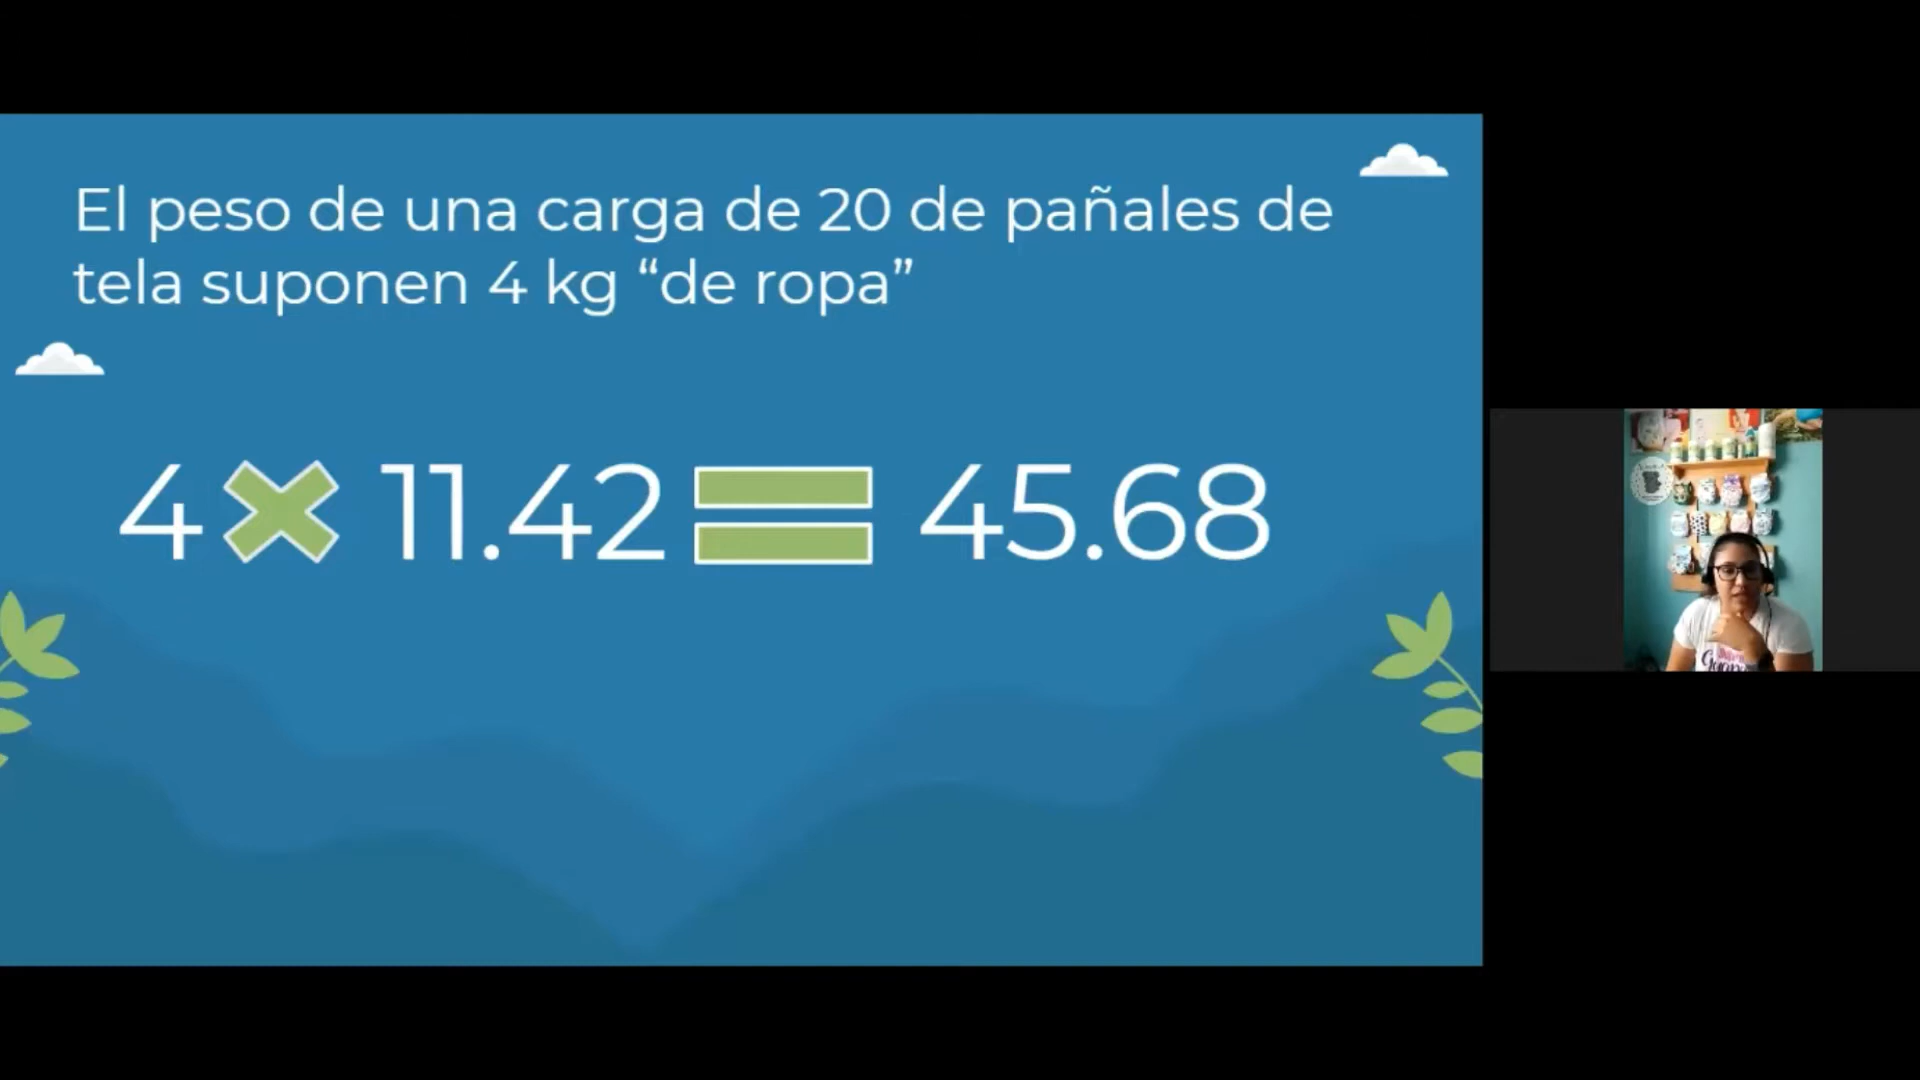 El peso de una carga de 20 de pañales de
tela suponen 4 kg “de ropa”
4 × 11.42 = 45.68